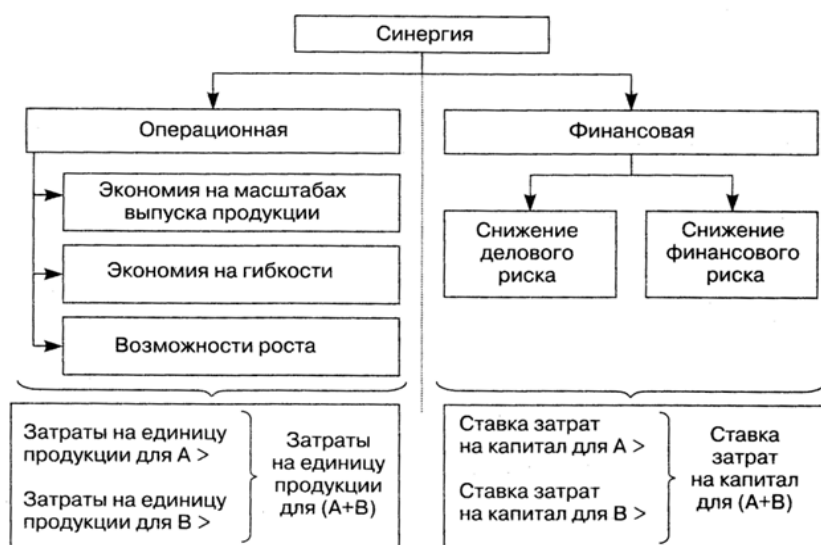 Синергия
Операционная
Финансовая
Экономия на масштабах
выпуска продукции
Экономия на гибкости
Возможности роста
Снижение
делового
риска
Снижение
финансового
риска
Затраты на единицу
продукции для А >
Затраты на единицу
продукции для В >
Затраты
на единицу
продукции
для (А+В)
Ставка затрат
на капитал для А >
Ставка затрат
на капитал для В >
Ставка
затрат
на капитал
для (А+В)